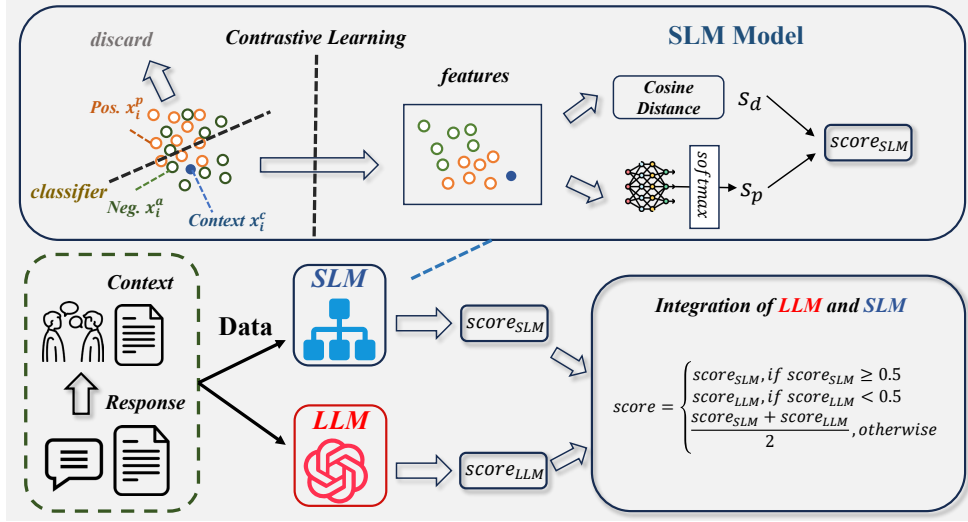 discard
Contrastive Learning
SLM Model
features
Pos. x_i^p
classifier
Neg. x_i^a
Context x_i^c
Cosine
Distance
s_d
softmax
s_p
score_SLM
Context
Response
Data
SLM
LLM
score_SLM
score_LLM
Integration of LLM and SLM
score = { score_SLM, if score_SLM ≥ 0.5
score_LLM, if score_LLM < 0.5
(score_SLM + score_LLM) / 2, otherwise